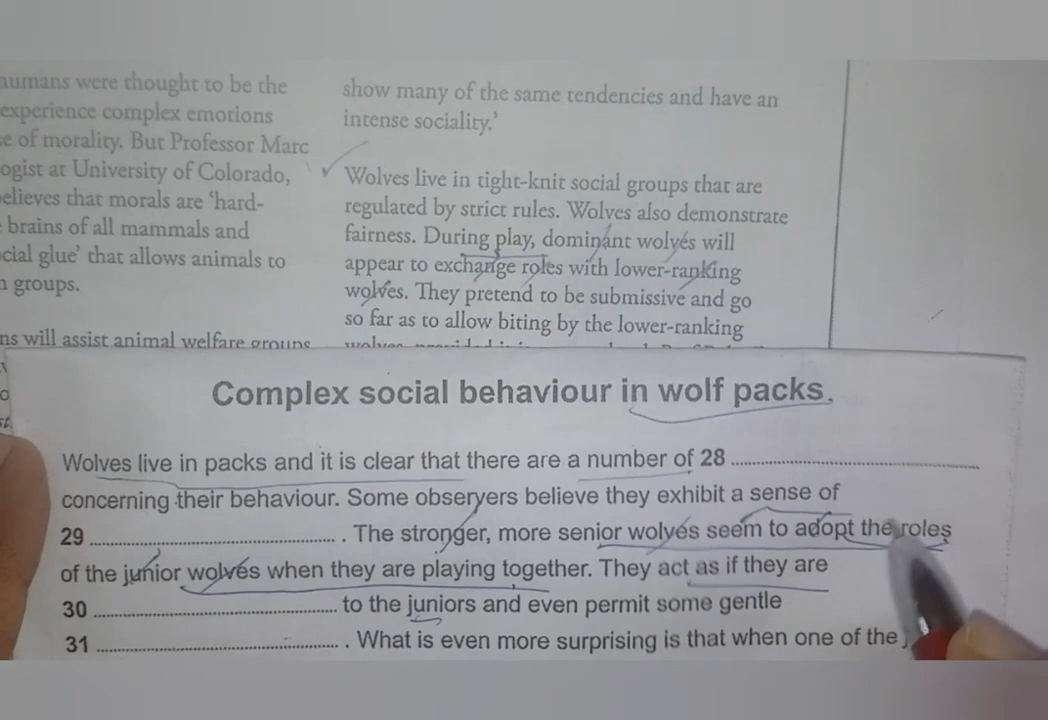 humans were thought to be the
experience complex emotions
e of morality. But Professor Marc
ogist at University of Colorado,
believes that morals are ‘hard-
brains of all mammals and
cial glue’ that allows animals to
groups.
ns will assist animal welfare groups
show many of the same tendencies and have an
intense sociality.’
Wolves live in tight-knit social groups that are
regulated by strict rules. Wolves also demonstrate
fairness. During play, dominant wolves will
appear to exchange roles with lower-ranking
wolves. They pretend to be submissive and go
so far as to allow biting by the lower-ranking
Complex social behaviour in wolf packs.
Wolves live in packs and it is clear that there are a number of 28 ........................
concerning their behaviour. Some observers believe they exhibit a sense of
29 ........................ . The stronger, more senior wolves seem to adopt the roles
of the junior wolves when they are playing together. They act as if they are
30 ........................ to the juniors and even permit some gentle
31 ........................ . What is even more surprising is that when one of the